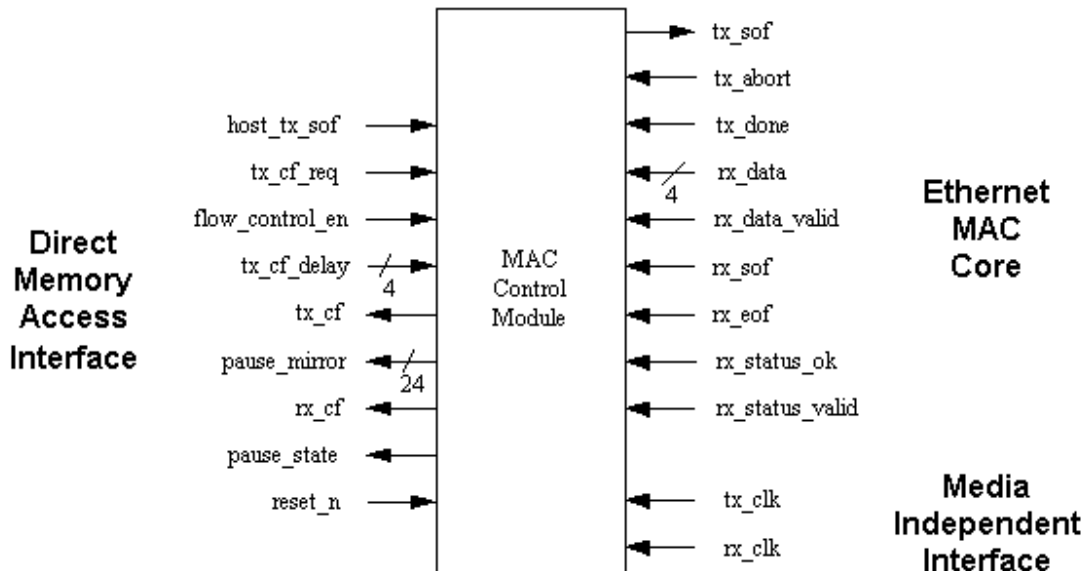 tx_sof
tx_abort
host_tx_sof
tx_done
tx_cf_req
rx_data
4
flow_control_en
rx_data_valid
Direct
Memory
Access
Interface
tx_cf_delay
4
MAC
Control
Module
rx_sof
Ethernet
MAC
Core
tx_cf
rx_eof
pause_mirror
24
rx_status_ok
rx_cf
rx_status_valid
pause_state
reset_n
tx_clk
rx_clk
Media
Independent
Interface